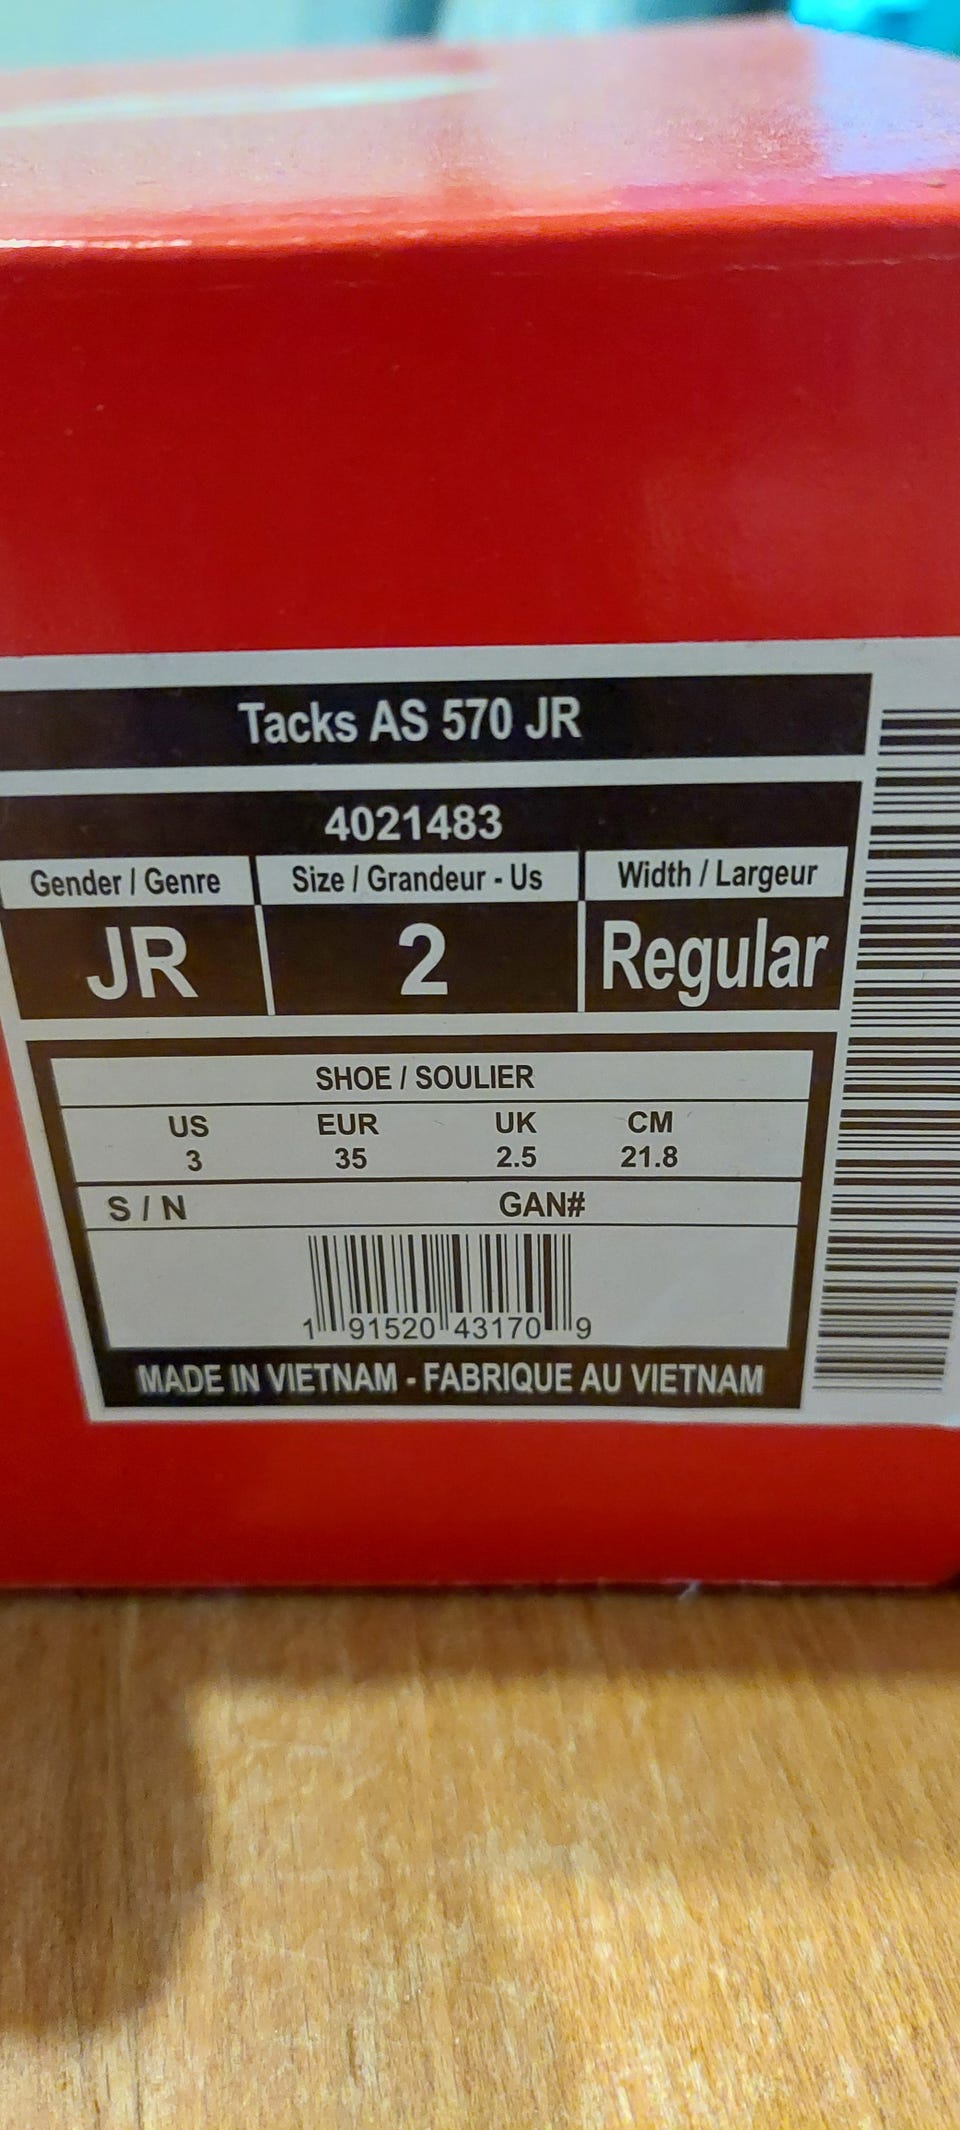 Tacks AS 570 JR
4021483
Gender / Genre Size / Grandeur - Us Width / Largeur
JR 2 Regular
SHOE / SOULIER
US EUR UK CM
3 35 2.5 21.8
S / N GAN#
1 91520 43170 9
MADE IN VIETNAM - FABRIQUE AU VIETNAM